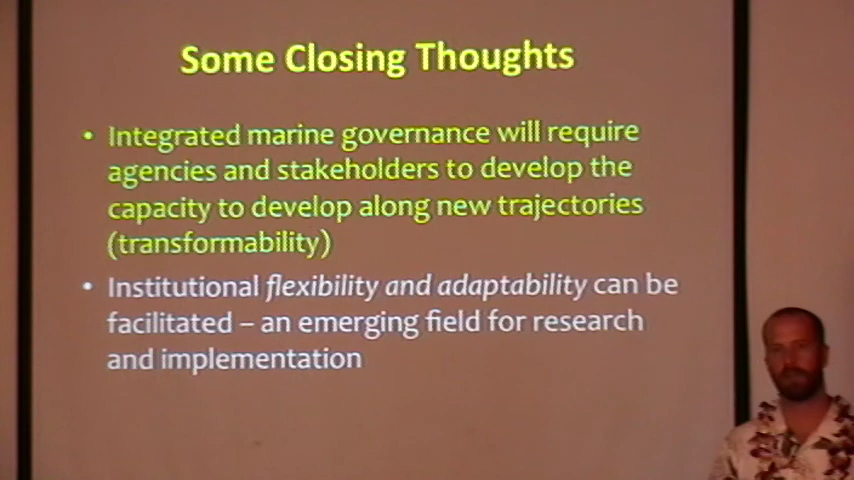 Some Closing Thoughts
• Integrated marine governance will require
agencies and stakeholders to develop the
capacity to develop along new trajectories
(transformability)
• Institutional flexibility and adaptability can be
facilitated – an emerging field for research
and implementation